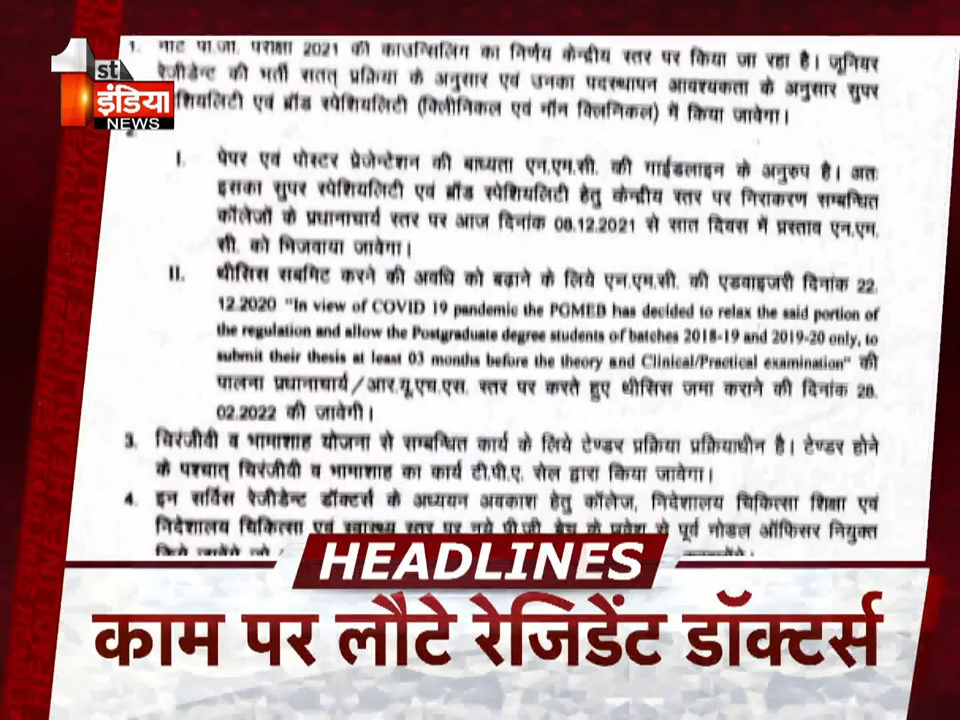 1st
इंडिया
NEWS
1. नीट पी.जी. परीक्षा 2021 की काउन्सिलिंग का निर्णय केन्द्रीय स्तर पर किया जा रहा है। जूनियर
रेजीडेन्ट की भर्ती सतत् प्रक्रिया के अनुसार एवं उनका पदस्थापन आवश्यकता के अनुसार सुपर
शियलिटी एवं ब्रॉड स्पेशियलिटी (क्लिीनिकल एवं नॉन क्लिनिकल) में किया जावेगा।
I. पेपर एवं पोस्टर प्रेजेन्टेशन की बाध्यता एन.एम.सी. की गाईडलाइन के अनुरुप है। अतः
इसका सुपर स्पेशियलिटी एवं ब्रॉड स्पेशियलिटी हेतु केन्द्रीय स्तर पर निराकरण सम्बन्धित
कॉलेजों के प्रधानाचार्य स्तर पर आज दिनांक 08.12.2021 से सात दिवस में प्रस्ताव एन.एम.
सी. को भिजवाया जावेगा।
II. थीसिस सबमिट करने की अवधि को बढाने के लिये एन.एम.सी. की एडवाइजरी दिनांक 22.
12.2020 "In view of COVID 19 pandemic the PGMEB has decided to relax the said portion of
the regulation and allow the Postgraduate degree students of batches 2018-19 and 2019-20 only, to
submit their thesis at least 03 months before the theory and Clinical/Practical examination" की
पालना प्रधानाचार्य/आर.यू.एच.एस. स्तर पर करते हुए थीसिस जमा कराने की दिनांक 28.
02.2022 की जावेगी।
3. चिरंजीवी व भामाशाह योजना से सम्बन्धित कार्य के लिये टेण्डर प्रक्रिया प्रक्रियाधीन है। टेण्डर होने
के पश्चात् चिरंजीवी व भामाशाह का कार्य टी.पी.ए. सेल द्वारा किया जावेगा।
4. इन सर्विस रेजीडेन्ट डॉक्टर्स के अध्ययन अवकाश हेतु कॉलेज, निदेशालय चिकित्सा शिक्षा एवं
निदेशालय चिकित्सा एवं स्वास्थ्य स्तर पर नये पी.जी. बैच के प्रवेश से पूर्व नोडल ऑफिसर नियुक्त
HEADLINES
काम पर लौटे रेजिडेंट डॉक्टर्स